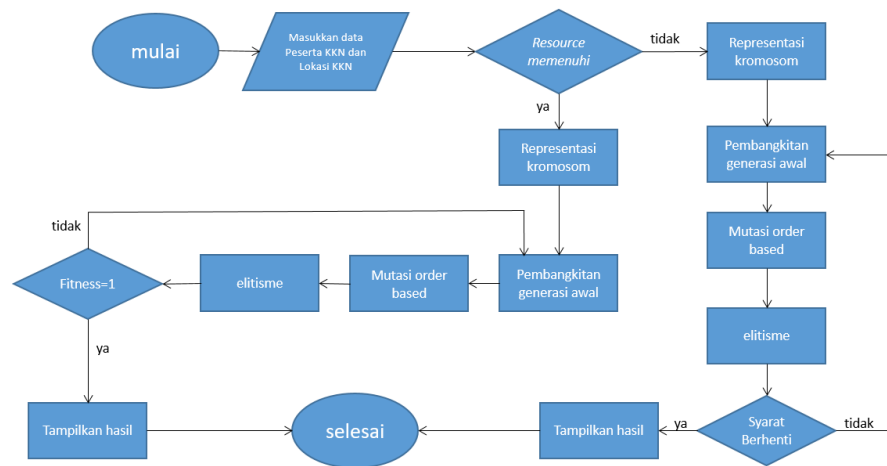 mulai
Masukkan data
Peserta KKN dan
Lokasi KKN
Resource
memenuhi
tidak
Representasi
kromosom
ya
Representasi
kromosom
Pembangkitan
generasi awal
Mutasi order
based
tidak
Fitness=1
elitisme
Mutasi order
based
Pembangkitan
generasi awal
elitisme
ya
Tampilkan hasil
selesai
Tampilkan hasil
ya
Syarat
Berhenti
tidak